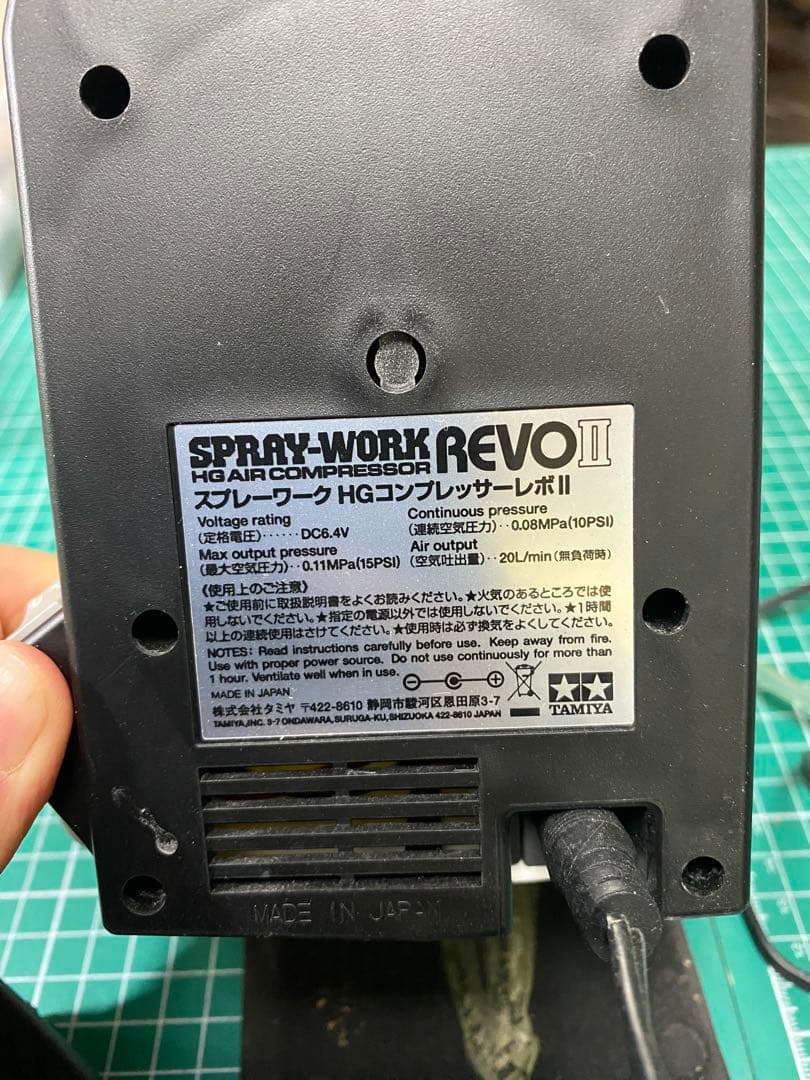 SPRAY-WORK REVO II
HG AIR COMPRESSOR
スプレーワーク HGコンプレッサーレボⅡ
Voltage rating
(定格電圧)‥‥‥DC6.4V
Continuous pressure
(連続空気圧力)‥0.08MPa(10PSI)
Max output pressure
(最大空気圧力)‥0.11MPa(15PSI)
Air output
(空気吐出量)‥20L/min(無負荷時)
《使用上のご注意》
★ご使用前に取扱説明書をよくお読みください。★火気のあるところでは使
用しないでください。★指定の電源以外では使用しないでください。★1時間
以上の連続使用はさけてください。★使用時は必ず換気をよくしてください。
NOTES: Read instructions carefully before use. Keep away from fire.
Use with proper power source. Do not use continuously for more than
1 hour. Ventilate well when in use.
MADE IN JAPAN
株式会社タミヤ 〒422-8610 静岡市駿河区恩田原3-7
TAMIYA,INC. 3-7 ONDAWARA, SURUGA-KU, SHIZUOKA 422-8610 JAPAN
TAMIYA
MADE IN JAPAN